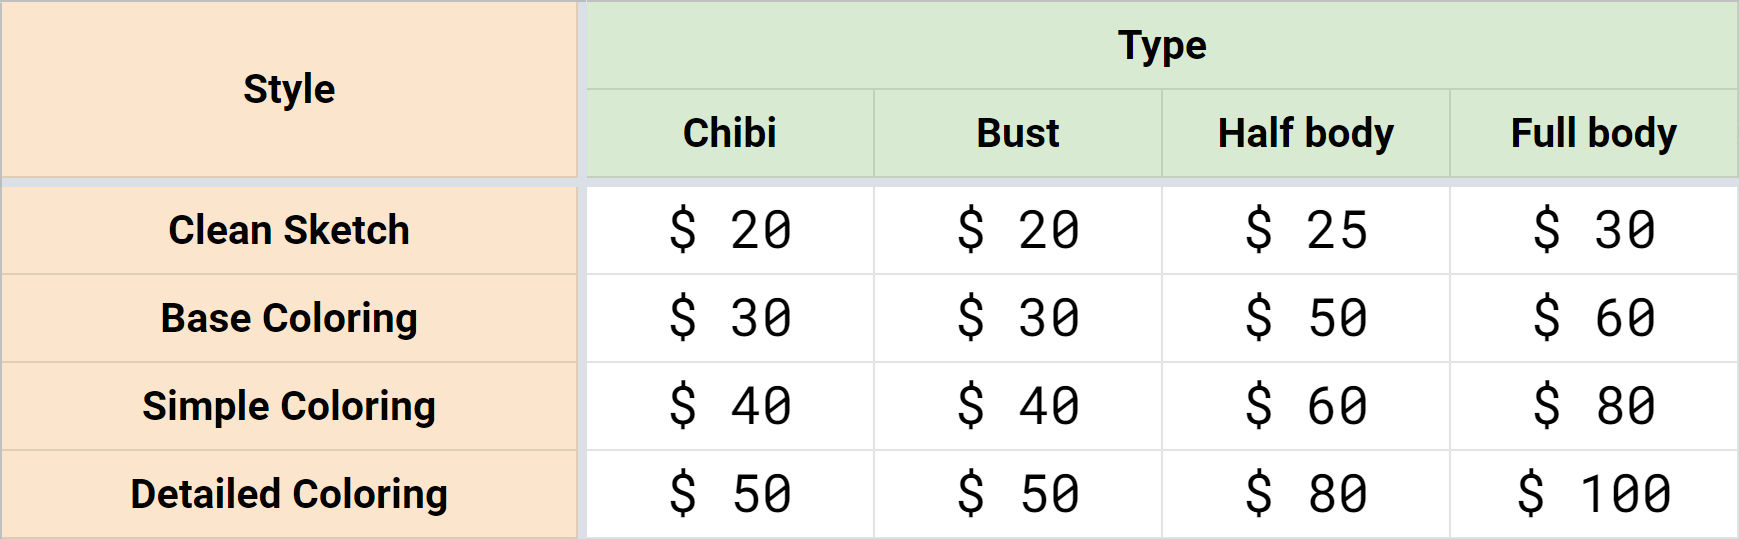 Style
Type
Chibi Bust Half body Full body
Clean Sketch $ 20 $ 20 $ 25 $ 30
Base Coloring $ 30 $ 30 $ 50 $ 60
Simple Coloring $ 40 $ 40 $ 60 $ 80
Detailed Coloring $ 50 $ 50 $ 80 $ 100